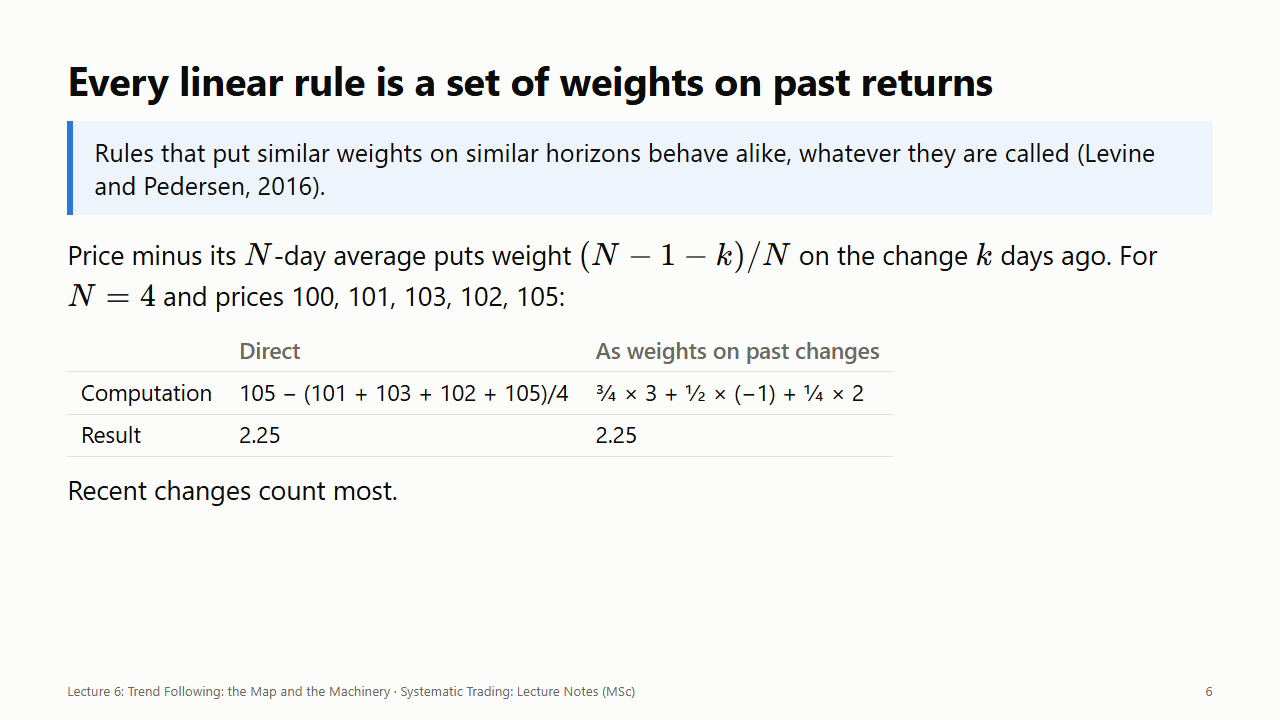 Every linear rule is a set of weights on past returns
Rules that put similar weights on similar horizons behave alike, whatever they are called (Levine
and Pedersen, 2016).
Price minus its N-day average puts weight (N − 1 − k)/N on the change k days ago. For
N = 4 and prices 100, 101, 103, 102, 105:
Direct As weights on past changes
Computation 105 − (101 + 103 + 102 + 105)/4 ¾ × 3 + ½ × (−1) + ¼ × 2
Result 2.25 2.25
Recent changes count most.
Lecture 6: Trend Following: the Map and the Machinery · Systematic Trading: Lecture Notes (MSc) 6